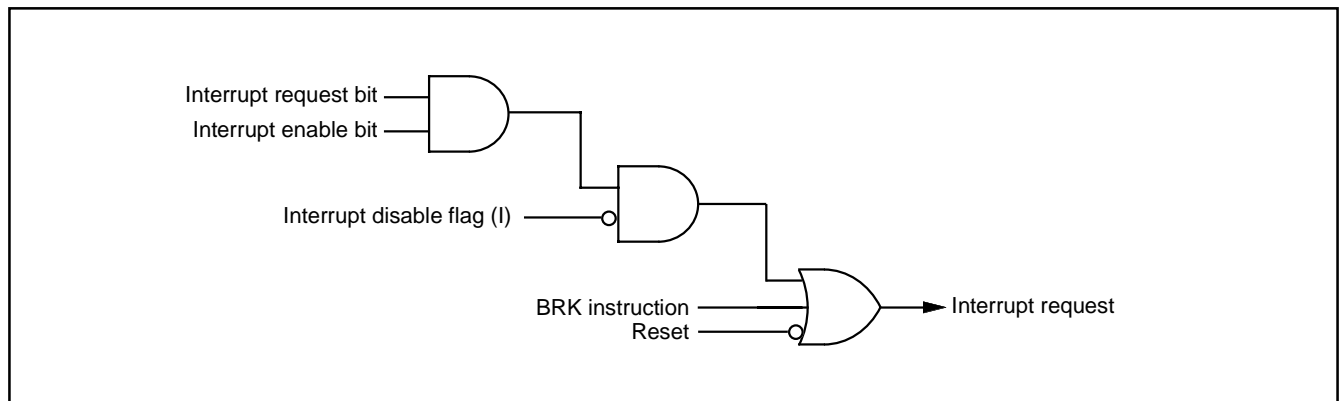 Interrupt request bit
Interrupt enable bit
Interrupt disable flag (I)
BRK instruction
Reset
Interrupt request